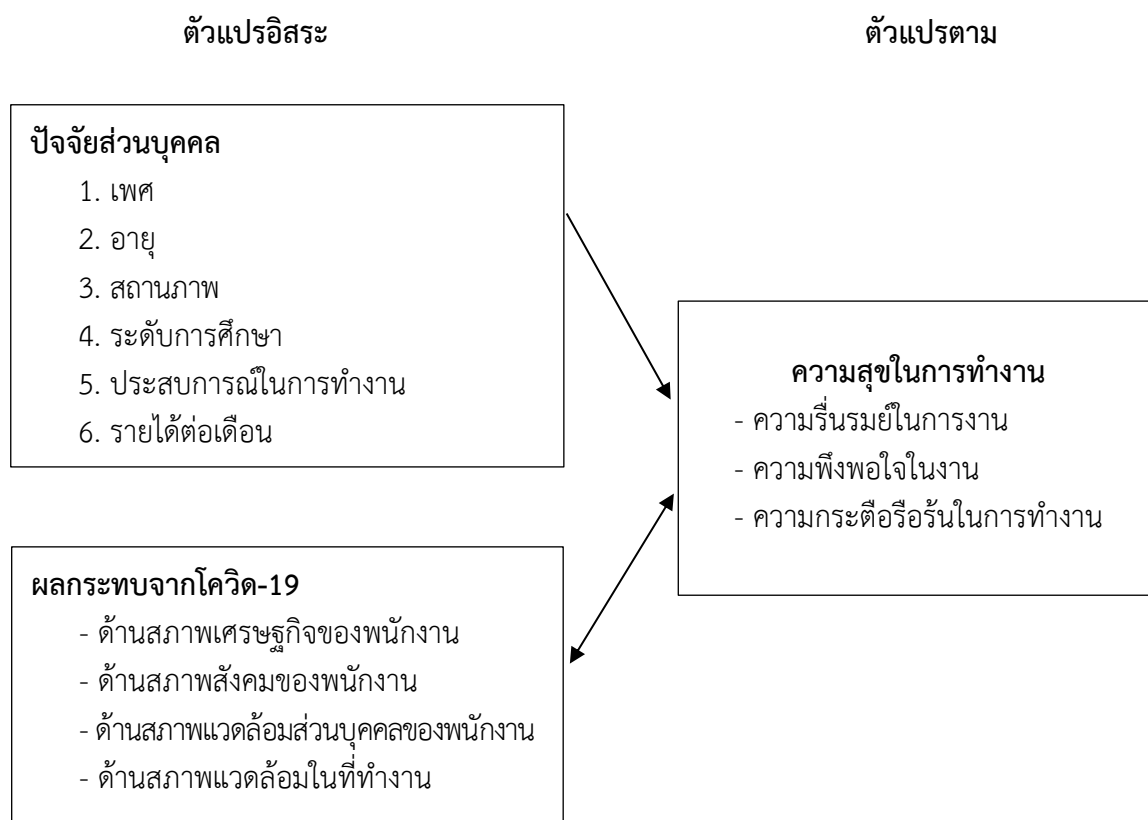 ตัวแปรอิสระ
ตัวแปรตาม
ปัจจัยส่วนบุคคล
1. เพศ
2. อายุ
3. สถานภาพ
4. ระดับการศึกษา
5. ประสบการณ์ในการทำงาน
6. รายได้ต่อเดือน
ความสุขในการทำงาน
- ความรื่นรมย์ในการงาน
- ความพึงพอใจในงาน
- ความกระตือรือร้นในการทำงาน
ผลกระทบจากโควิด-19
- ด้านสภาพเศรษฐกิจของพนักงาน
- ด้านสภาพสังคมของพนักงาน
- ด้านสภาพแวดล้อมส่วนบุคคลของพนักงาน
- ด้านสภาพแวดล้อมในที่ทำงาน